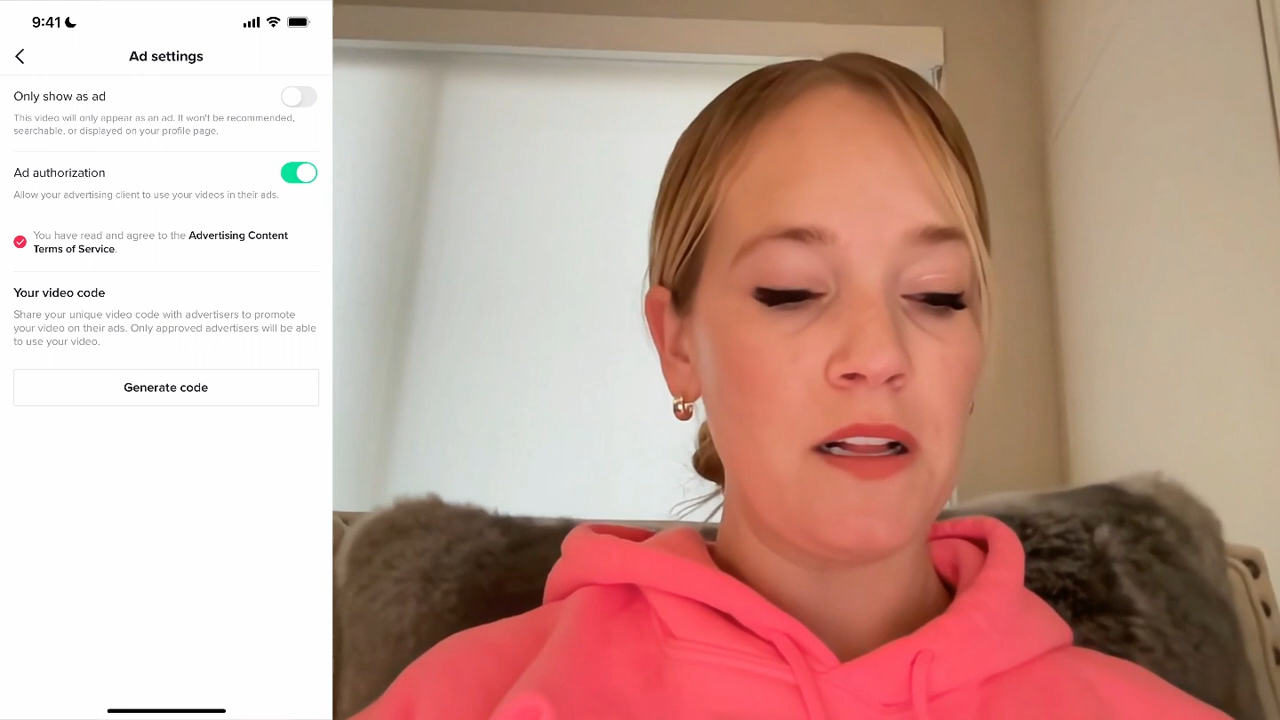 9:41
Ad settings
Only show as ad
This video will only appear as an ad. It won't be recommended,
searchable, or displayed on your profile page.
Ad authorization
Allow your advertising client to use your videos in their ads.
You have read and agree to the Advertising Content
Terms of Service.
Your video code
Share your unique video code with advertisers to promote
your video on their ads. Only approved advertisers will be able
to use your video.
Generate code